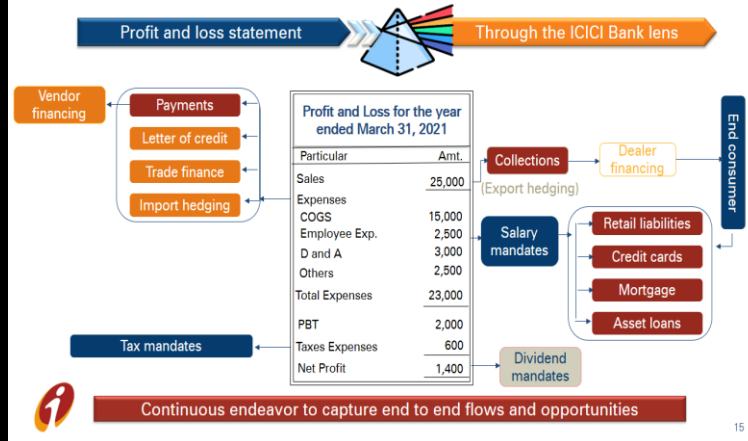 Profit and loss statement
Through the ICICI Bank lens
Vendor
financing
Payments
Letter of credit
Trade finance
Import hedging
Profit and Loss for the year
ended March 31, 2021
Particular Amt.
Sales 25,000
Expenses
COGS 15,000
Employee Exp. 2,500
D and A 3,000
Others 2,500
Total Expenses 23,000
PBT 2,000
Taxes Expenses 600
Net Profit 1,400
Collections
(Export hedging)
Dealer
financing
End consumer
Salary
mandates
Retail liabilities
Credit cards
Mortgage
Asset loans
Tax mandates
Dividend
mandates
Continuous endeavor to capture end to end flows and opportunities
15